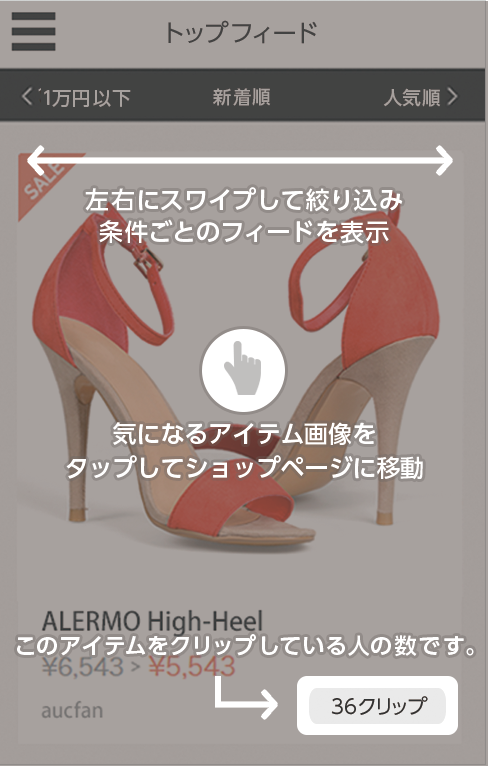 トップフィード
1万円以下
新着順
人気順
SALE
左右にスワイプして絞り込み
条件ごとのフィードを表示
気になるアイテム画像を
タップしてショップページに移動
ALERMO High-Heel
このアイテムをクリップしている人の数です。
¥6,543 > ¥5,543
36クリップ
aucfan